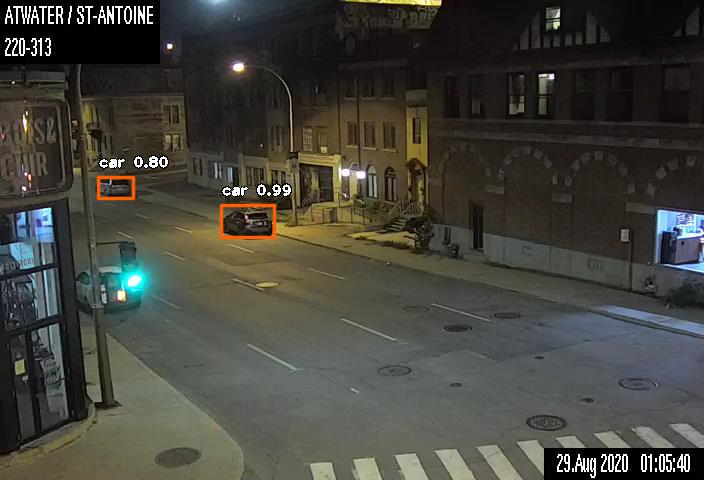 ATWATER / ST-ANTOINE
220-313
car 0.80
car 0.99
29.Aug 2020 01:05:40